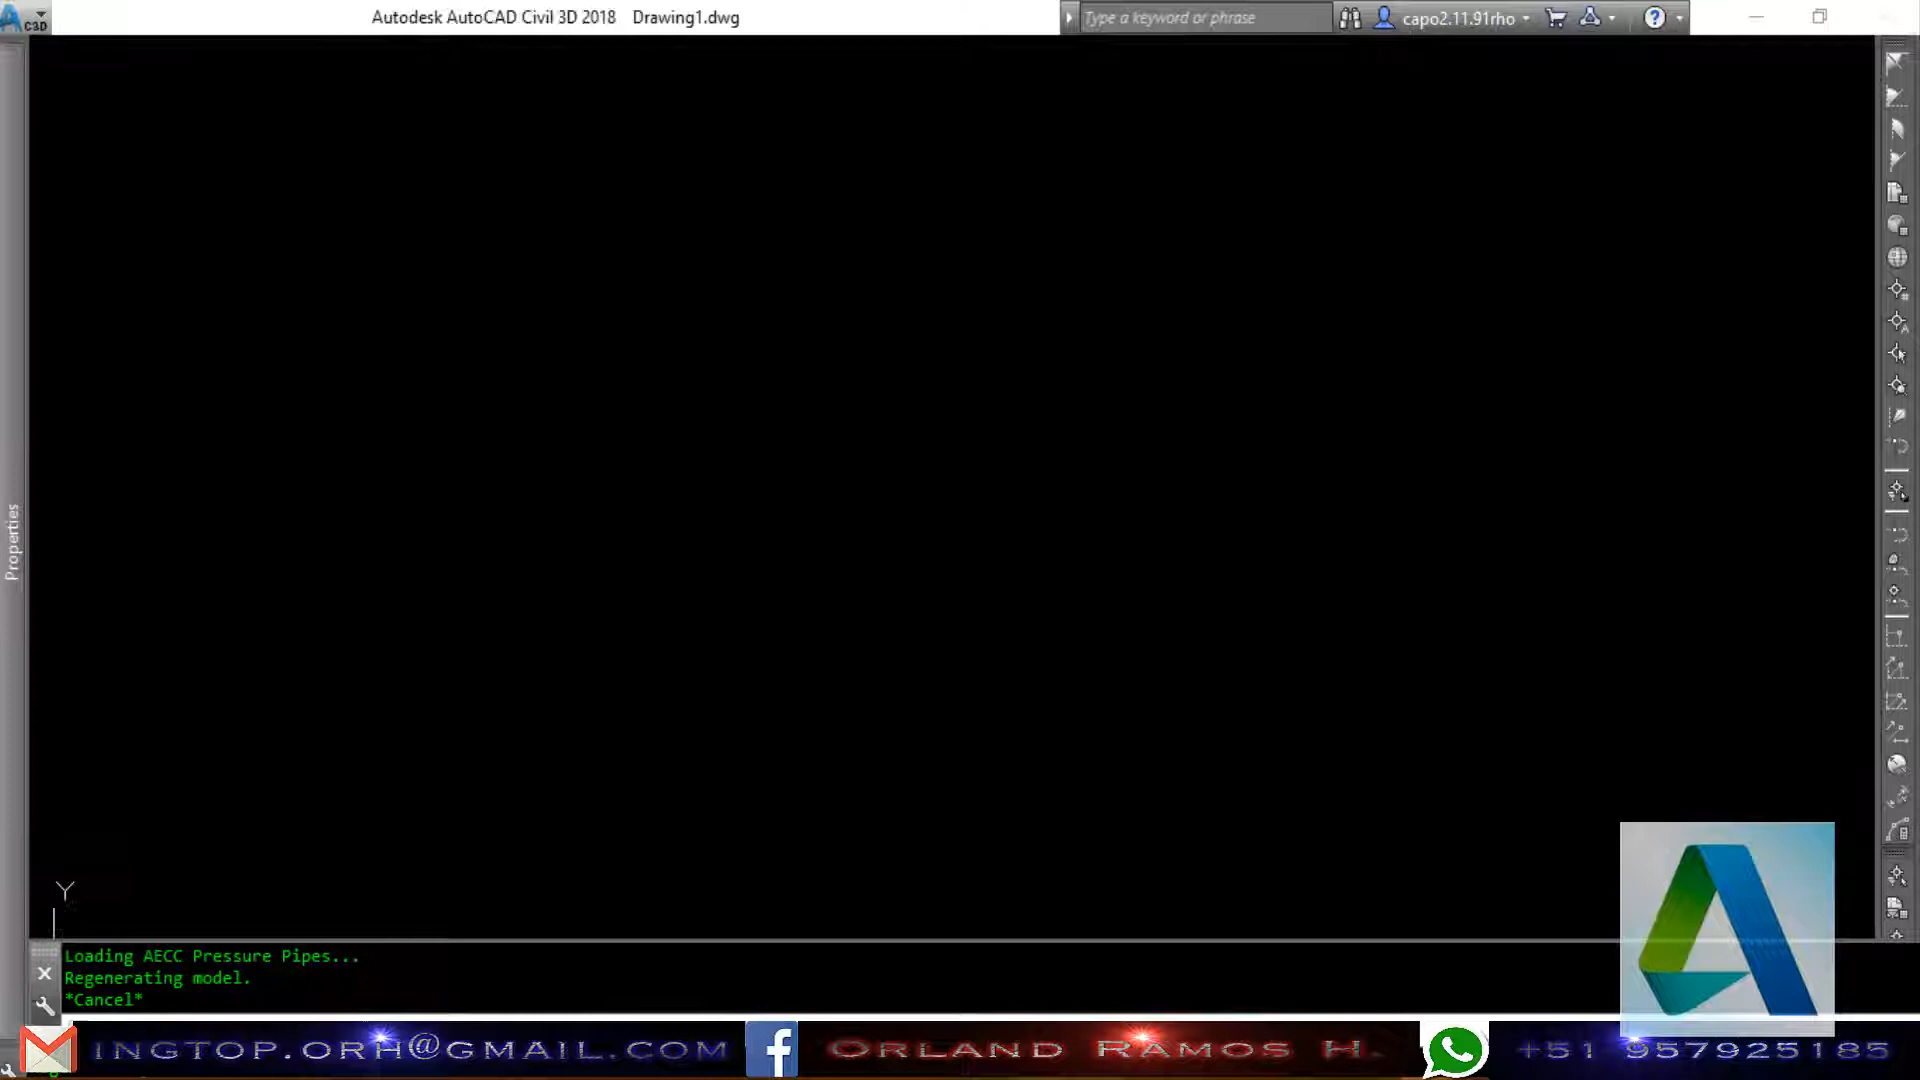 C3D
Autodesk AutoCAD Civil 3D 2018 Drawing1.dwg
Type a keyword or phrase
capo2.11.91rho
Properties
Y
Loading AECC Pressure Pipes...
Regenerating model.
*Cancel*
INGTOP.ORH@GMAIL.COM
ORLAND RAMOS H.
+51 957925185